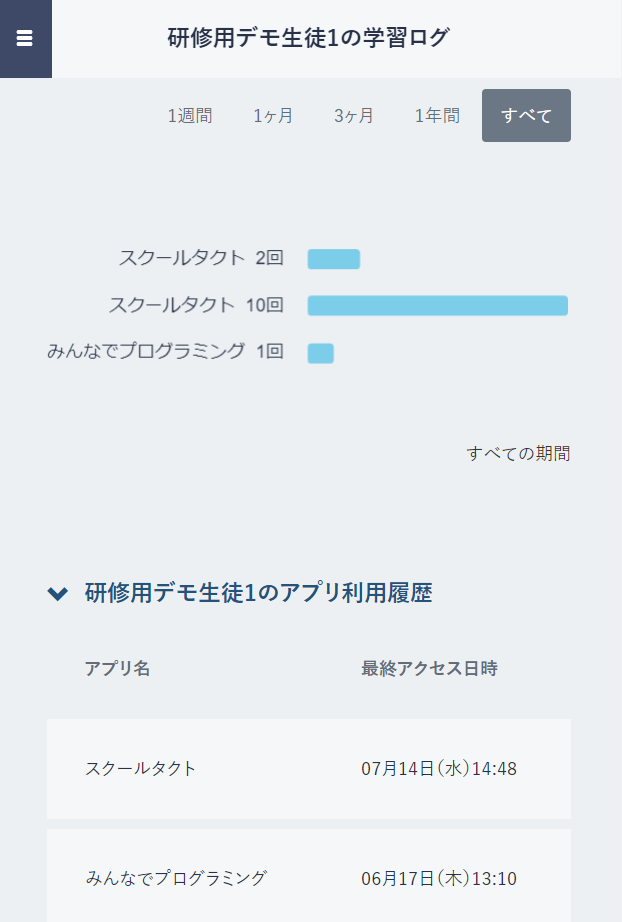 研修用デモ生徒1の学習ログ
1週間 1ヶ月 3ヶ月 1年間 すべて
スクールタクト 2回
スクールタクト 10回
みんなでプログラミング 1回
すべての期間
研修用デモ生徒1のアプリ利用履歴
アプリ名 最終アクセス日時
スクールタクト 07月14日(水)14:48
みんなでプログラミング 06月17日(木)13:10